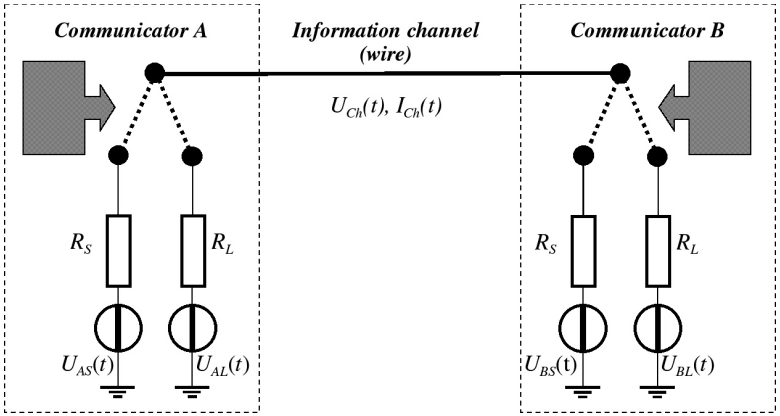 Communicator A
Information channel
(wire)
Communicator B
U_Ch(t), I_Ch(t)
R_S
R_L
R_S
R_L
U_AS(t)
U_AL(t)
U_BS(t)
U_BL(t)